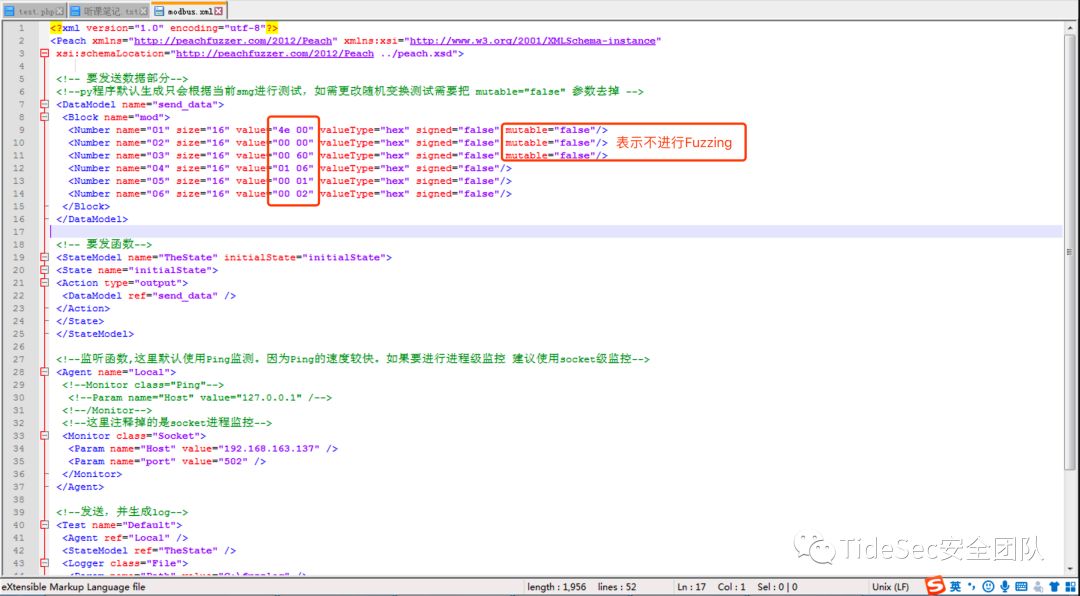 test.php
听课笔记.txt
modbus.xml
1 <?xml version="1.0" encoding="utf-8"?>
2 <Peach xmlns="http://peachfuzzer.com/2012/Peach" xmlns:xsi="http://www.w3.org/2001/XMLSchema-instance"
3 xsi:schemaLocation="http://peachfuzzer.com/2012/Peach ../peach.xsd">
4
5 <!-- 要发送数据部分-->
6 <!--py程序默认生成只会根据当前smg进行测试，如需更改随机变换测试需要把 mutable="false" 参数去掉 -->
7 <DataModel name="send_data">
8 <Block name="mod">
9 <Number name="01" size="16" value="4e 00" valueType="hex" signed="false" mutable="false"/>
10 <Number name="02" size="16" value="00 00" valueType="hex" signed="false" mutable="false"/> 表示不进行Fuzzing
11 <Number name="03" size="16" value="00 60" valueType="hex" signed="false" mutable="false"/>
12 <Number name="04" size="16" value="01 06" valueType="hex" signed="false"/>
13 <Number name="05" size="16" value="00 01" valueType="hex" signed="false"/>
14 <Number name="06" size="16" value="00 02" valueType="hex" signed="false"/>
15 </Block>
16 </DataModel>
17
18 <!-- 要发函数-->
19 <StateModel name="TheState" initialState="initialState">
20 <State name="initialState">
21 <Action type="output">
22 <DataModel ref="send_data" />
23 </Action>
24 </State>
25 </StateModel>
26
27 <!--监听函数,这里默认使用Ping监测。因为Ping的速度较快。如果要进行进程级监控 建议使用socket级监控-->
28 <Agent name="Local">
29 <!--Monitor class="Ping"-->
30 <!--Param name="Host" value="127.0.0.1" /-->
31 <!--/Monitor-->
32 <!--这里注释掉的是socket进程监控-->
33 <Monitor class="Socket">
34 <Param name="Host" value="192.168.163.137" />
35 <Param name="port" value="502" />
36 </Monitor>
37 </Agent>
38
39 <!--发送，并生成log-->
40 <Test name="Default">
41 <Agent ref="Local" />
42 <StateModel ref="TheState" />
43 <Logger class="File">
TideSec安全团队
eXtensible Markup Language file length : 1,956 lines : 52 Ln : 17 Col : 1 Sel : 0 | 0 Unix (LF) 英